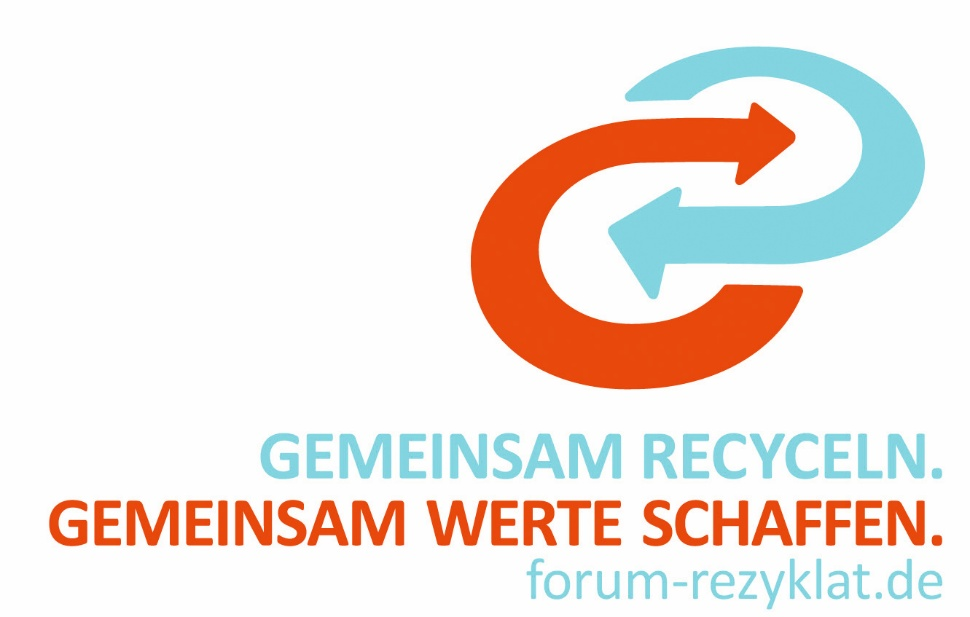 GEMEINSAM RECYCELN.
GEMEINSAM WERTE SCHAFFEN.
forum-rezyklat.de